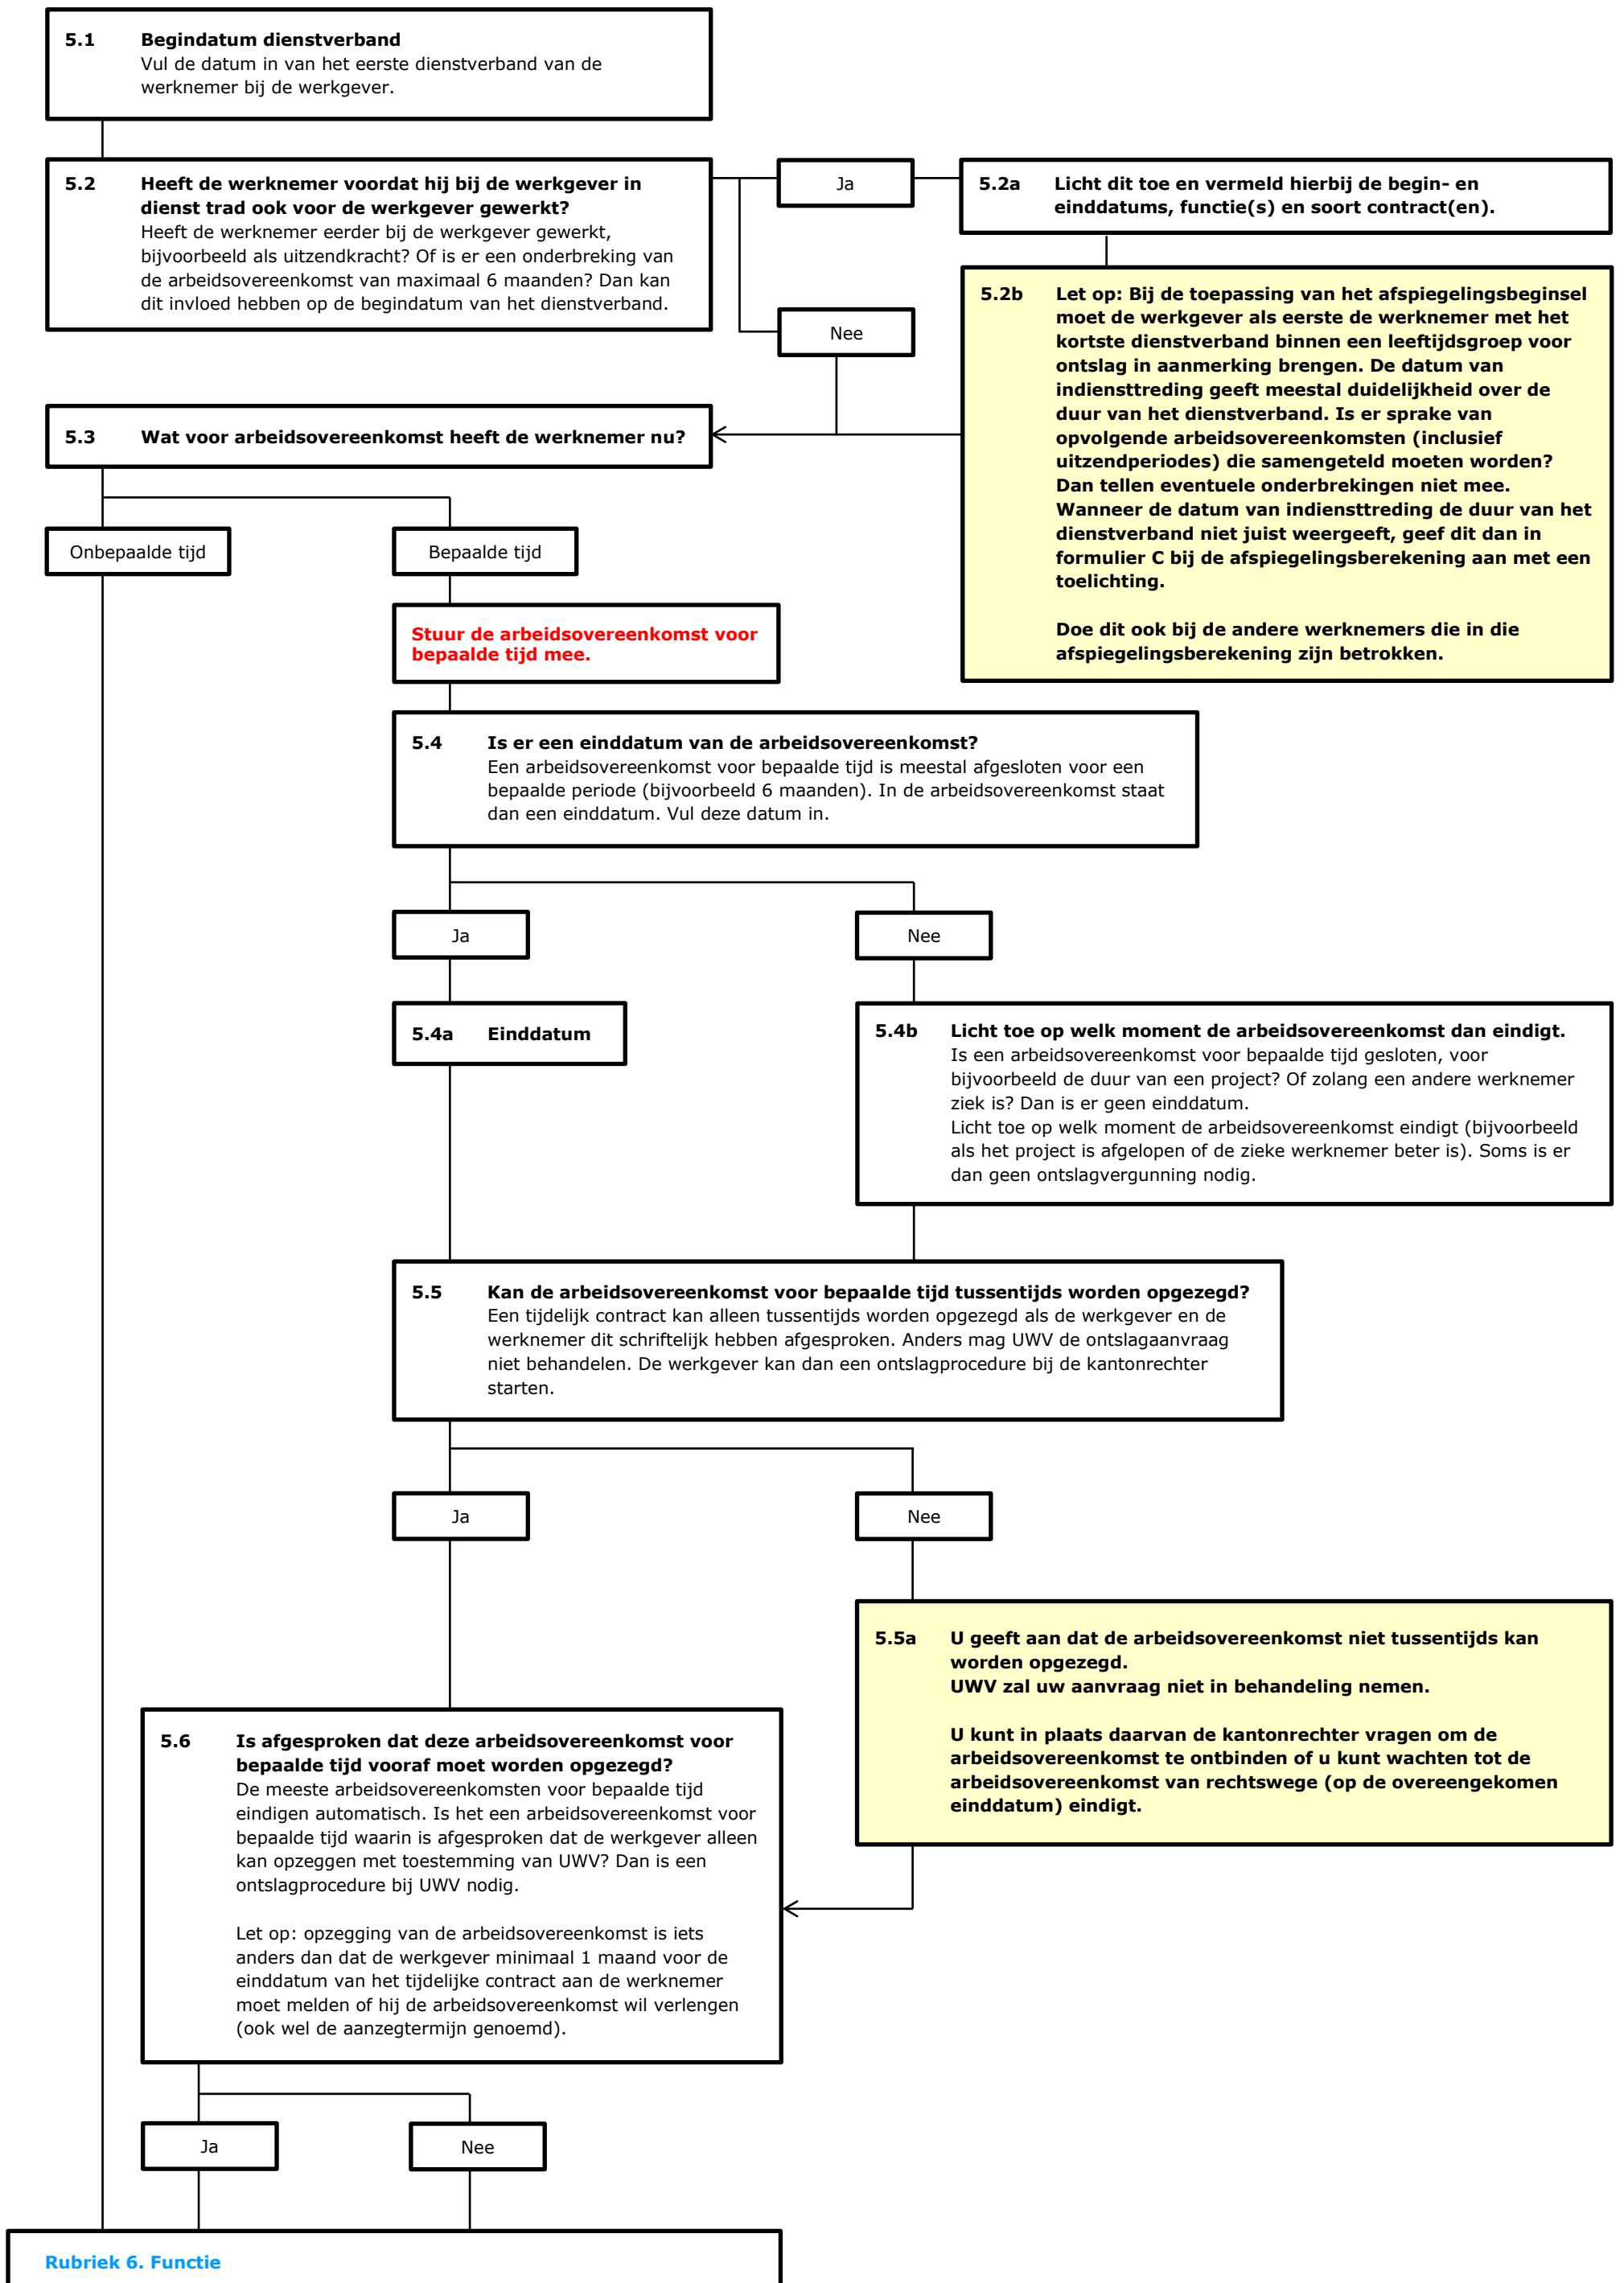 5.1 Begindatum dienstverband
Vul de datum in van het eerste dienstverband van de
werknemer bij de werkgever.
5.2 Heeft de werknemer voordat hij bij de werkgever in
dienst trad ook voor de werkgever gewerkt?
Heeft de werknemer eerder bij de werkgever gewerkt,
bijvoorbeeld als uitzendkracht? Of is er een onderbreking van
de arbeidsovereenkomst van maximaal 6 maanden? Dan kan
dit invloed hebben op de begindatum van het dienstverband.
Ja
5.2a Licht dit toe en vermeld hierbij de begin- en
einddatums, functie(s) en soort contract(en).
Nee
5.2b Let op: Bij de toepassing van het afspiegelingsbeginsel
moet de werkgever als eerste de werknemer met het
kortste dienstverband binnen een leeftijdsgroep voor
ontslag in aanmerking brengen. De datum van
indiensttreding geeft meestal duidelijkheid over de
duur van het dienstverband. Is er sprake van
opvolgende arbeidsovereenkomsten (inclusief
uitzendperiodes) die samengeteld moeten worden?
Dan tellen eventuele onderbrekingen niet mee.
Wanneer de datum van indiensttreding de duur van het
dienstverband niet juist weergeeft, geef dit dan in
formulier C bij de afspiegelingsberekening aan met een
toelichting.
Doe dit ook bij de andere werknemers die in die
afspiegelingsberekening zijn betrokken.
5.3 Wat voor arbeidsovereenkomst heeft de werknemer nu?
Onbepaalde tijd
Bepaalde tijd
Stuur de arbeidsovereenkomst voor
bepaalde tijd mee.
5.4 Is er een einddatum van de arbeidsovereenkomst?
Een arbeidsovereenkomst voor bepaalde tijd is meestal afgesloten voor een
bepaalde periode (bijvoorbeeld 6 maanden). In de arbeidsovereenkomst staat
dan een einddatum. Vul deze datum in.
Ja
Nee
5.4a Einddatum
5.4b Licht toe op welk moment de arbeidsovereenkomst dan eindigt.
Is een arbeidsovereenkomst voor bepaalde tijd gesloten, voor
bijvoorbeeld de duur van een project? Of zolang een andere werknemer
ziek is? Dan is er geen einddatum.
Licht toe op welk moment de arbeidsovereenkomst eindigt (bijvoorbeeld
als het project is afgelopen of de zieke werknemer beter is). Soms is er
dan geen ontslagvergunning nodig.
5.5 Kan de arbeidsovereenkomst voor bepaalde tijd tussentijds worden opgezegd?
Een tijdelijk contract kan alleen tussentijds worden opgezegd als de werkgever en de
werknemer dit schriftelijk hebben afgesproken. Anders mag UWV de ontslagaanvraag
niet behandelen. De werkgever kan dan een ontslagprocedure bij de kantonrechter
starten.
Ja
Nee
5.5a U geeft aan dat de arbeidsovereenkomst niet tussentijds kan
worden opgezegd.
UWV zal uw aanvraag niet in behandeling nemen.
U kunt in plaats daarvan de kantonrechter vragen om de
arbeidsovereenkomst te ontbinden of u kunt wachten tot de
arbeidsovereenkomst van rechtswege (op de overeengekomen
einddatum) eindigt.
5.6 Is afgesproken dat deze arbeidsovereenkomst voor
bepaalde tijd vooraf moet worden opgezegd?
De meeste arbeidsovereenkomsten voor bepaalde tijd
eindigen automatisch. Is het een arbeidsovereenkomst voor
bepaalde tijd waarin is afgesproken dat de werkgever alleen
kan opzeggen met toestemming van UWV? Dan is een
ontslagprocedure bij UWV nodig.
Let op: opzegging van de arbeidsovereenkomst is iets
anders dan dat de werkgever minimaal 1 maand voor de
einddatum van het tijdelijke contract aan de werknemer
moet melden of hij de arbeidsovereenkomst wil verlengen
(ook wel de aanzegtermijn genoemd).
Ja
Nee
Rubriek 6. Functie